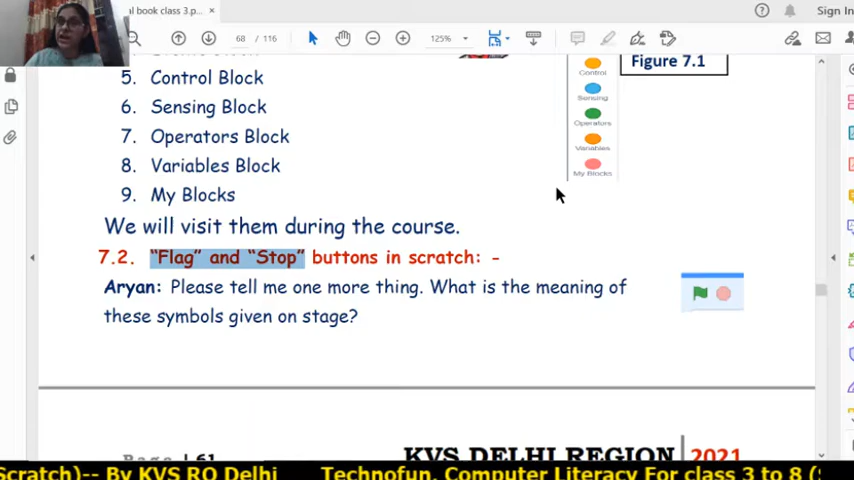 al book class 3.p... ×
Sign In
68 / 116
125%
5. Control Block
6. Sensing Block
7. Operators Block
8. Variables Block
9. My Blocks
Control
Sensing
Operators
Variables
My Blocks
Figure 7.1
We will visit them during the course.
7.2. “Flag” and “Stop” buttons in scratch: -
Aryan: Please tell me one more thing. What is the meaning of
these symbols given on stage?
KVS DELHI REGION 2021
Scratch)-- By KVS RO Delhi Technofun, Computer Literacy For class 3 to 8 (